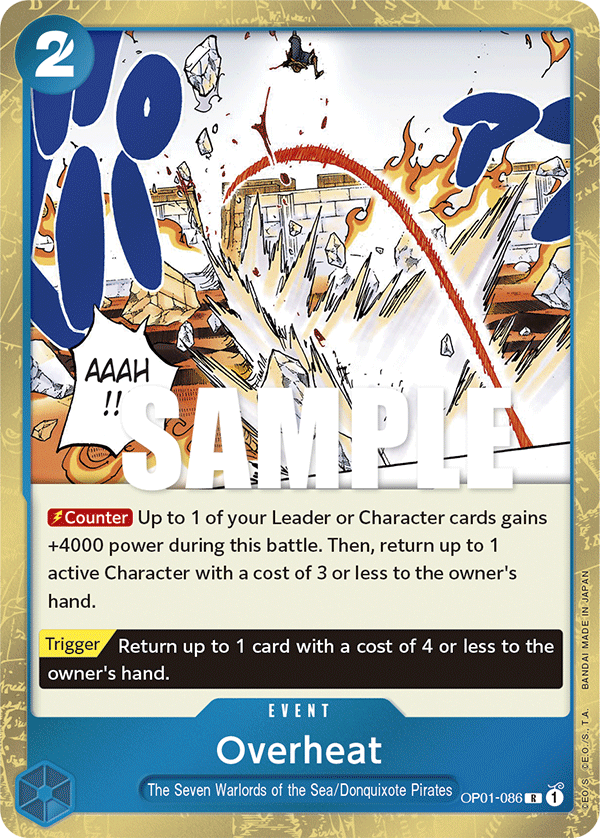 2
AAAH
!!
SAMPLE
Counter Up to 1 of your Leader or Character cards gains
+4000 power during this battle. Then, return up to 1
active Character with a cost of 3 or less to the owner's
hand.
Trigger Return up to 1 card with a cost of 4 or less to the
owner's hand.
EVENT
Overheat
The Seven Warlords of the Sea/Donquixote Pirates
OP01-086 R 1
©E.O./S. ©E.O./S., T.A. BANDAI MADE IN JAPAN